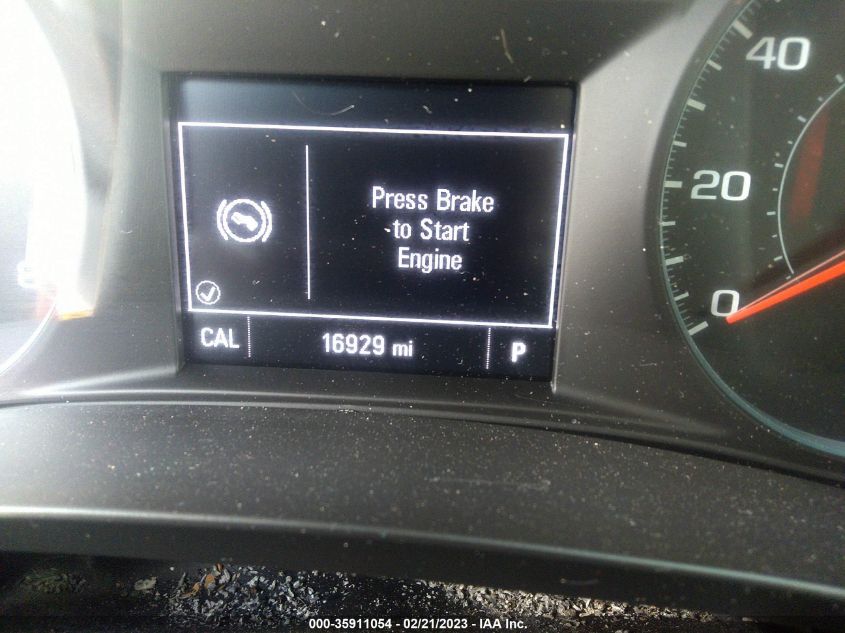 40
20
0
Press Brake
to Start
Engine
CAL
16929 mi
P
000-35911054 - 02/21/2023 - IAA Inc.